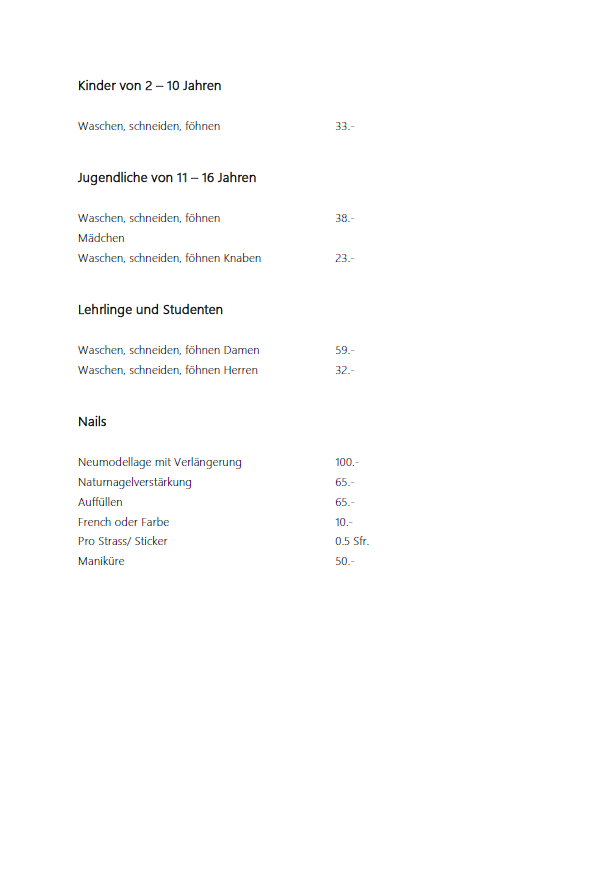 Kinder von 2 – 10 Jahren
Waschen, schneiden, föhnen 33.-
Jugendliche von 11 – 16 Jahren
Waschen, schneiden, föhnen 38.-
Mädchen
Waschen, schneiden, föhnen Knaben 23.-
Lehrlinge und Studenten
Waschen, schneiden, föhnen Damen 59.-
Waschen, schneiden, föhnen Herren 32.-
Nails
Neumodellage mit Verlängerung 100.-
Naturnagelverstärkung 65.-
Auffüllen 65.-
French oder Farbe 10.-
Pro Strass/ Sticker 0.5 Sfr.
Maniküre 50.-